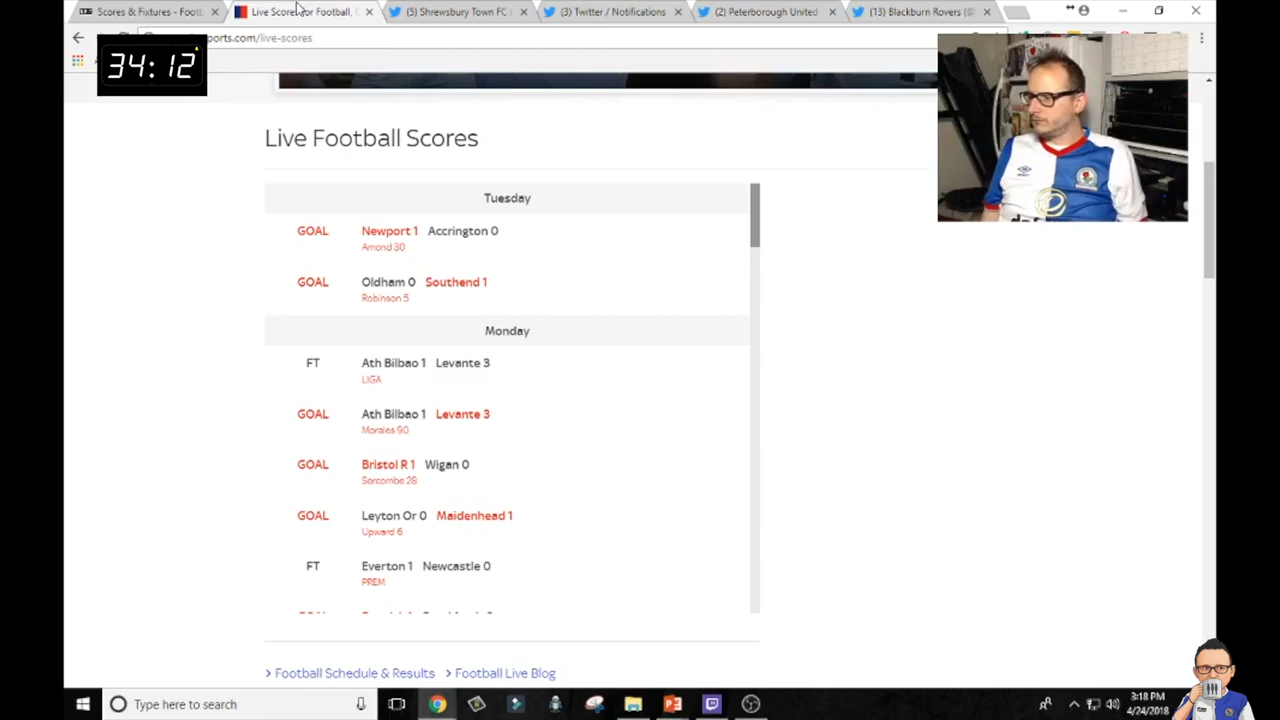 Scores & Fixtures - Footb
Live Scores for Football, G
(5) Shrewsbury Town FC
(3) Twitter / Notifications
(2) Peterborough United
(13) Blackburn Rovers (@
34:12
ports.com/live-scores
Live Football Scores
Tuesday
GOAL Newport 1 Accrington 0
Amond 30
GOAL Oldham 0 Southend 1
Robinson 5
Monday
FT Ath Bilbao 1 Levante 3
LIGA
GOAL Ath Bilbao 1 Levante 3
Morales 90
GOAL Bristol R 1 Wigan 0
Sercombe 28
GOAL Leyton Or 0 Maidenhead 1
Upward 6
FT Everton 1 Newcastle 0
PREM
> Football Schedule & Results > Football Live Blog
Type here to search
3:18 PM
4/24/2018